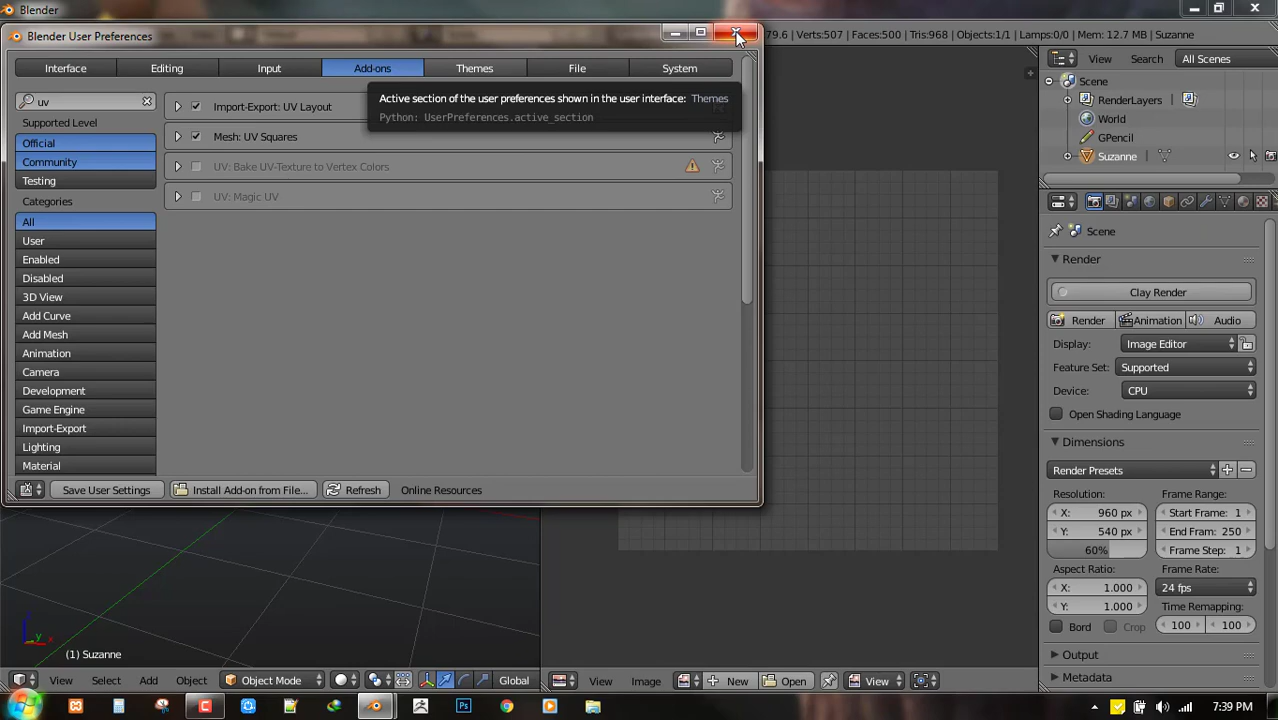 Blender
Blender User Preferences
79.6 | Verts:507 | Faces:500 | Tris:968 | Objects:1/1 | Lamps:0/0 | Mem: 12.7 MB | Suzanne
Interface Editing Input Add-ons Themes File System
View Search All Scenes
Scene
RenderLayers
World
GPencil
Suzanne
uv
Supported Level
Official
Community
Testing
Categories
All
User
Enabled
Disabled
3D View
Add Curve
Add Mesh
Animation
Camera
Development
Game Engine
Import-Export
Lighting
Material
Import-Export: UV Layout
Mesh: UV Squares
UV: Bake UV-Texture to Vertex Colors
UV: Magic UV
Active section of the user preferences shown in the user interface: Themes
Python: UserPreferences.active_section
Save User Settings Install Add-on from File... Refresh Online Resources
Scene
Render
Clay Render
Render Animation Audio
Display: Image Editor
Feature Set: Supported
Device: CPU
Open Shading Language
Dimensions
Render Presets
Resolution: Frame Range:
X: 960 px Start Frame: 1
Y: 540 px End Fram: 250
60% Frame Step: 1
Aspect Ratio: Frame Rate:
X: 1.000 24 fps
Y: 1.000 Time Remapping:
Bord Crop 100 100
Output
Metadata
z y x
(1) Suzanne
View Select Add Object Object Mode Global
View Image New Open View
Ps
7:39 PM